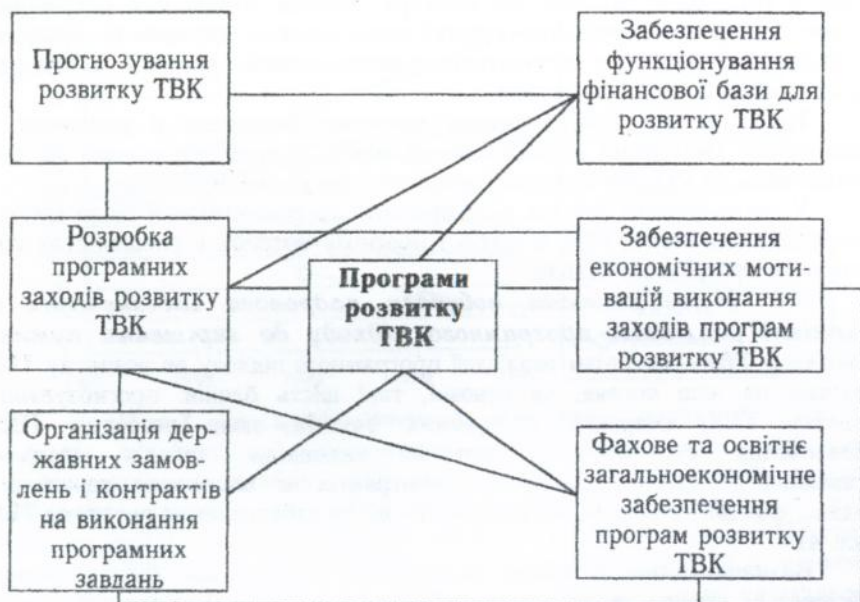 Прогнозування
розвитку ТВК
Забезпечення
функціонування
фінансової бази для
розвитку ТВК
Розробка
програмних
заходів розвитку
ТВК
Програми
розвитку
ТВК
Забезпечення
економічних моти-
вацій виконання
заходів програм
розвитку ТВК
Організація дер-
жавних замов-
лень і контрактів
на виконання
програмних
завдань
Фахове та освітнє
загальноекономічне
забезпечення
програм розвитку
ТВК